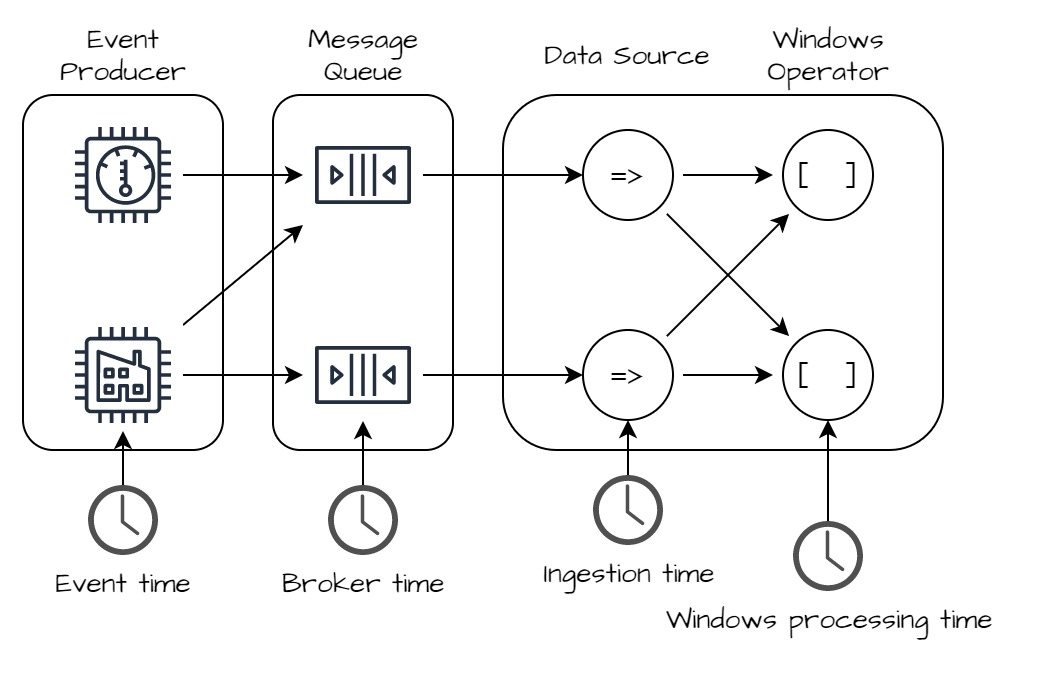 Event
Producer
Message
Queue
Data Source
Windows
Operator
=>
[ ]
=>
[ ]
Event time
Broker time
Ingestion time
Windows processing time